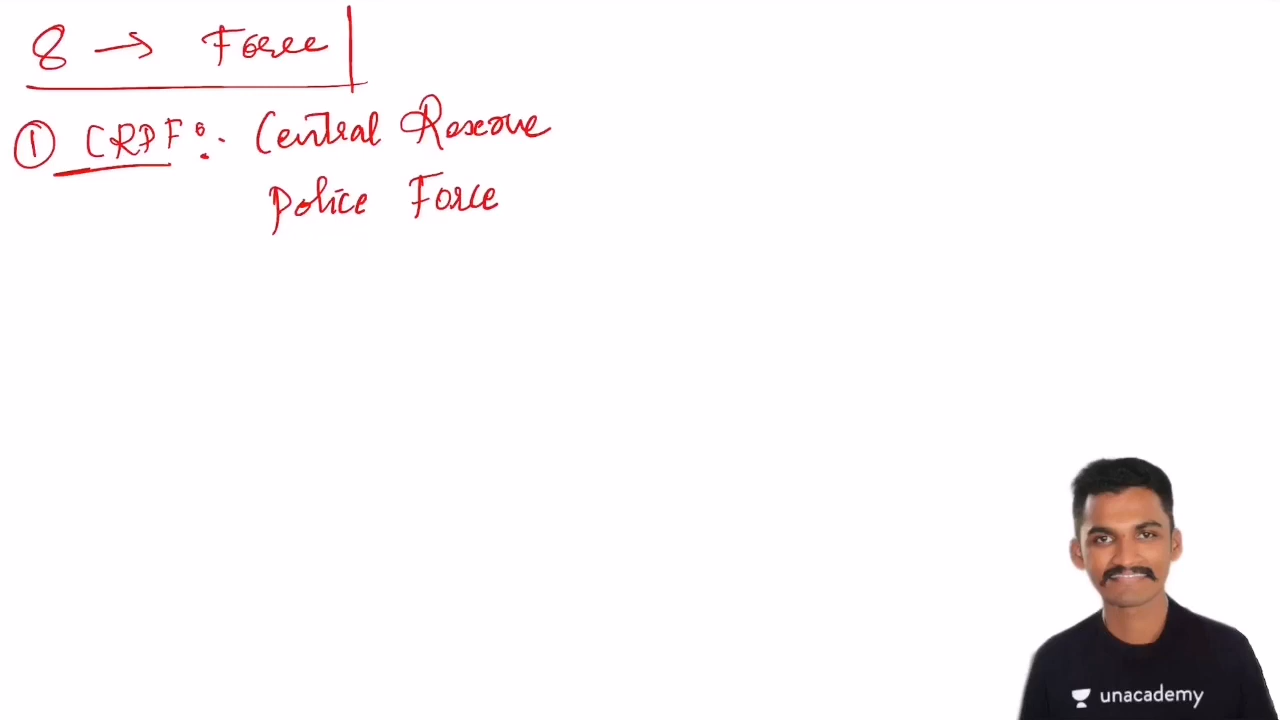 8 → Force
① CRPF :- Central Reserve
Police Force
unacademy